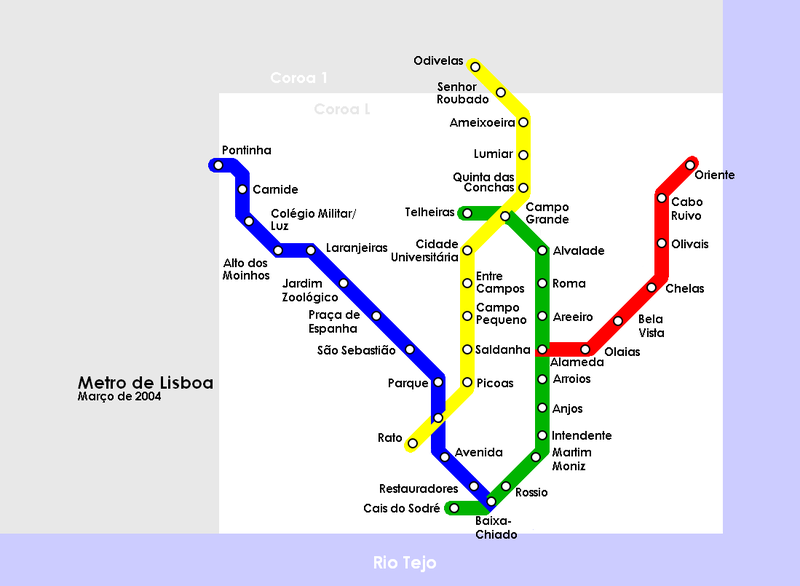 Odivelas
Coroa 1
Senhor
Roubado
Coroa L
Ameixoeira
Pontinha
Lumiar
Quinta das
Conchas
Oriente
Carnide
Cabo
Ruivo
Telheiras
Campo
Grande
Colégio Militar/
Luz
Cidade
Universitária
Alvalade
Olivais
Laranjeiras
Alto dos
Moinhos
Jardim
Zoológico
Entre
Campos
Roma
Chelas
Praça de
Espanha
Campo
Pequeno
Areeiro
Bela
Vista
São Sebastião
Saldanha
Alameda
Olaias
Metro de Lisboa
Março de 2004
Parque
Picoas
Arroios
Anjos
Rato
Intendente
Avenida
Martim
Moniz
Restauradores
Rossio
Cais do Sodré
Baixa-
Chiado
Rio Tejo